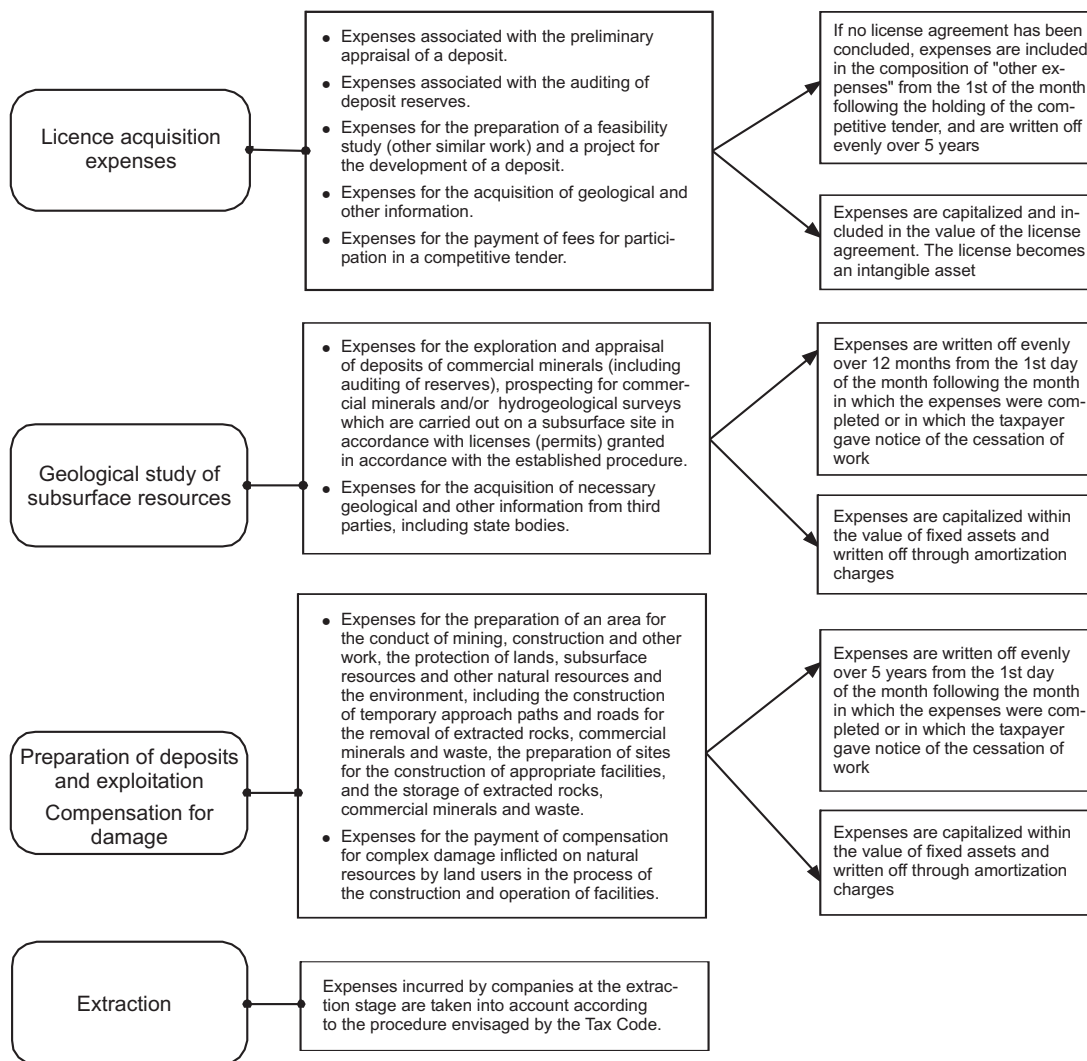 Licence acquisition
expenses
• Expenses associated with the preliminary
appraisal of a deposit.
• Expenses associated with the auditing of
deposit reserves.
• Expenses for the preparation of a feasibility
study (other similar work) and a project for
the development of a deposit.
• Expenses for the acquisition of geological and
other information.
• Expenses for the payment of fees for partici-
pation in a competitive tender.
If no license agreement has been
concluded, expenses are included
in the composition of "other ex-
penses" from the 1st of the month
following the holding of the com-
petitive tender, and are written off
evenly over 5 years
Expenses are capitalized and in-
cluded in the value of the license
agreement. The license becomes
an intangible asset
Geological study of
subsurface resources
• Expenses for the exploration and appraisal
of deposits of commercial minerals (including
auditing of reserves), prospecting for commer-
cial minerals and/or hydrogeological surveys
which are carried out on a subsurface site in
accordance with licenses (permits) granted
in accordance with the established procedure.
• Expenses for the acquisition of necessary
geological and other information from third
parties, including state bodies.
Expenses are written off evenly
over 12 months from the 1st day
of the month following the month
in which the expenses were com-
pleted or in which the taxpayer
gave notice of the cessation of
work
Expenses are capitalized within
the value of fixed assets and
written off through amortization
charges
Preparation of deposits
and exploitation
Compensation for
damage
• Expenses for the preparation of an area for
the conduct of mining, construction and other
work, the protection of lands, subsurface
resources and other natural resources and
the environment, including the construction
of temporary approach paths and roads for
the removal of extracted rocks, commercial
minerals and waste, the preparation of sites
for the construction of appropriate facilities,
and the storage of extracted rocks,
commercial minerals and waste.
• Expenses for the payment of compensation
for complex damage inflicted on natural
resources by land users in the process of
the construction and operation of facilities.
Expenses are written off evenly
over 5 years from the 1st day
of the month following the month
in which the expenses were com-
pleted or in which the taxpayer
gave notice of the cessation of
work
Expenses are capitalized within
the value of fixed assets and
written off through amortization
charges
Extraction
Expenses incurred by companies at the extrac-
tion stage are taken into account according
to the procedure envisaged by the Tax Code.